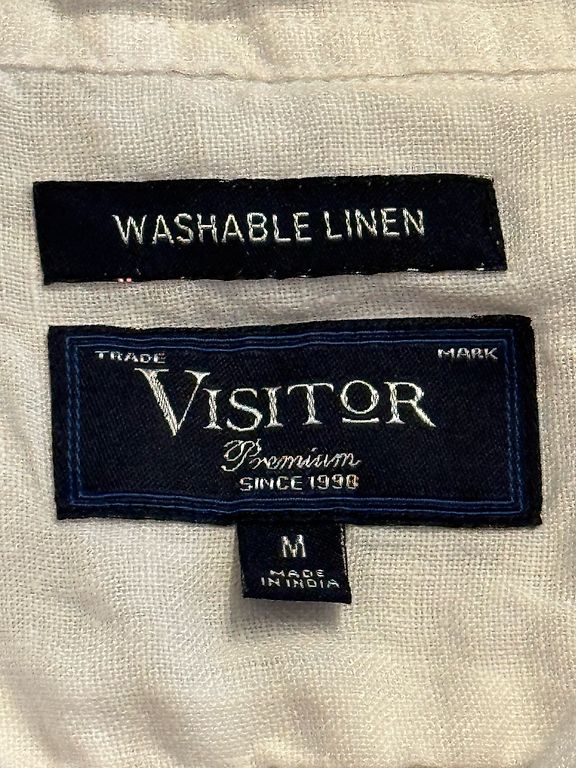 WASHABLE LINEN
TRADE MARK
VISITOR
Premium
SINCE 1998
M
MADE
IN INDIA